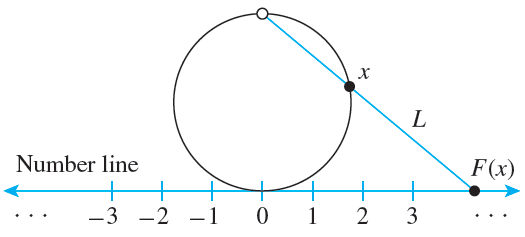 x
L
Number line
F(x)
· · · −3 −2 −1 0 1 2 3 · · ·